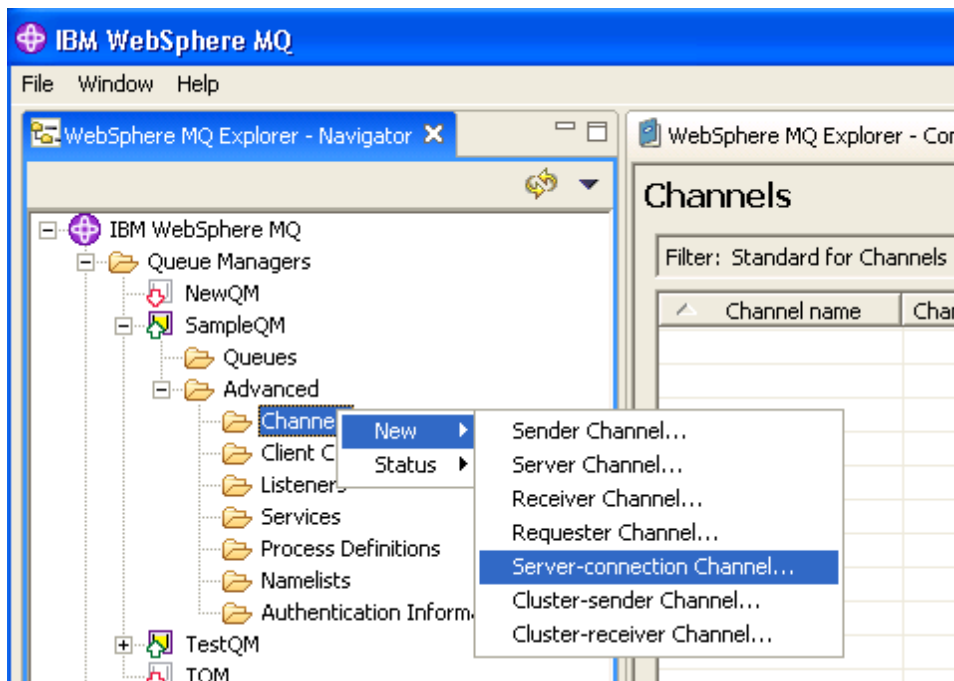 IBM WebSphere MQ
File Window Help
WebSphere MQ Explorer - Navigator
WebSphere MQ Explorer - Con
Channels
IBM WebSphere MQ
Queue Managers
Filter: Standard for Channels
NewQM
Channel name Char
SampleQM
Queues
Advanced
Channe
New
Sender Channel...
Client C
Status
Server Channel...
Listeners
Receiver Channel...
Services
Requester Channel...
Process Definitions
Server-connection Channel...
Namelists
Cluster-sender Channel...
Authentication Inform
Cluster-receiver Channel...
TestQM
TQM